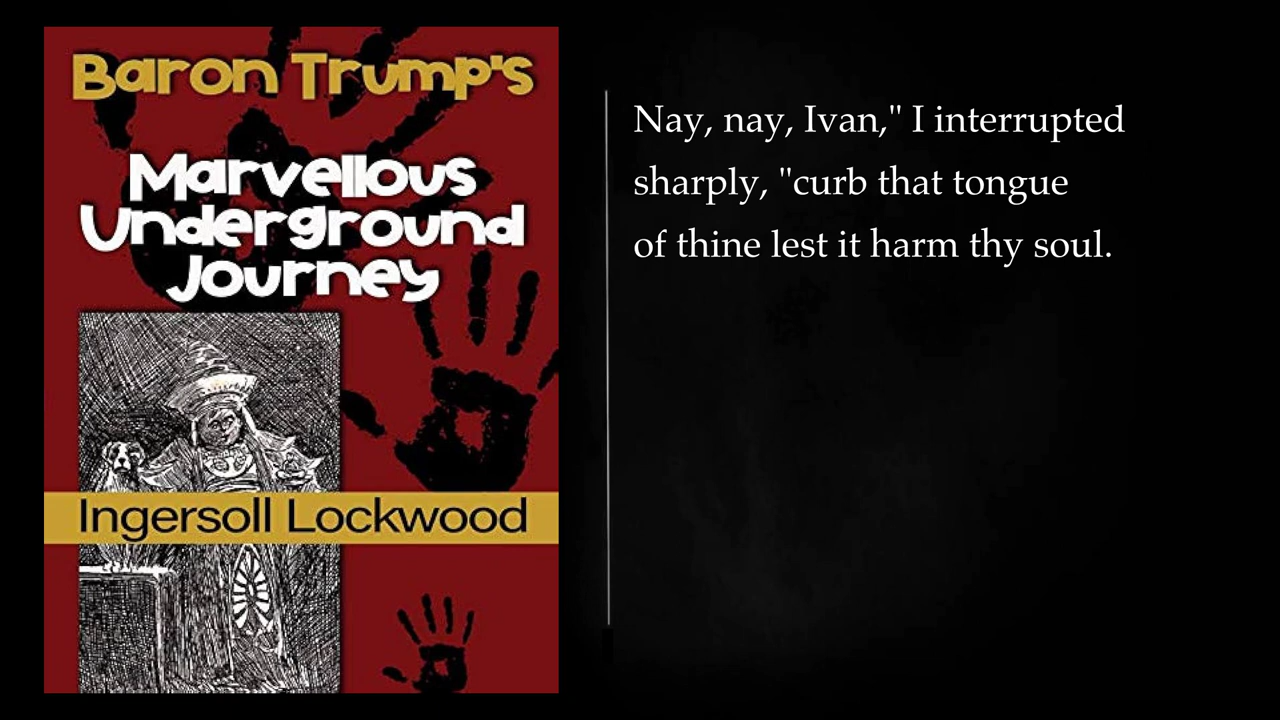 Baron Trump's
Marvellous
Underground
Journey
Ingersoll Lockwood
Nay, nay, Ivan," I interrupted
sharply, "curb that tongue
of thine lest it harm thy soul.